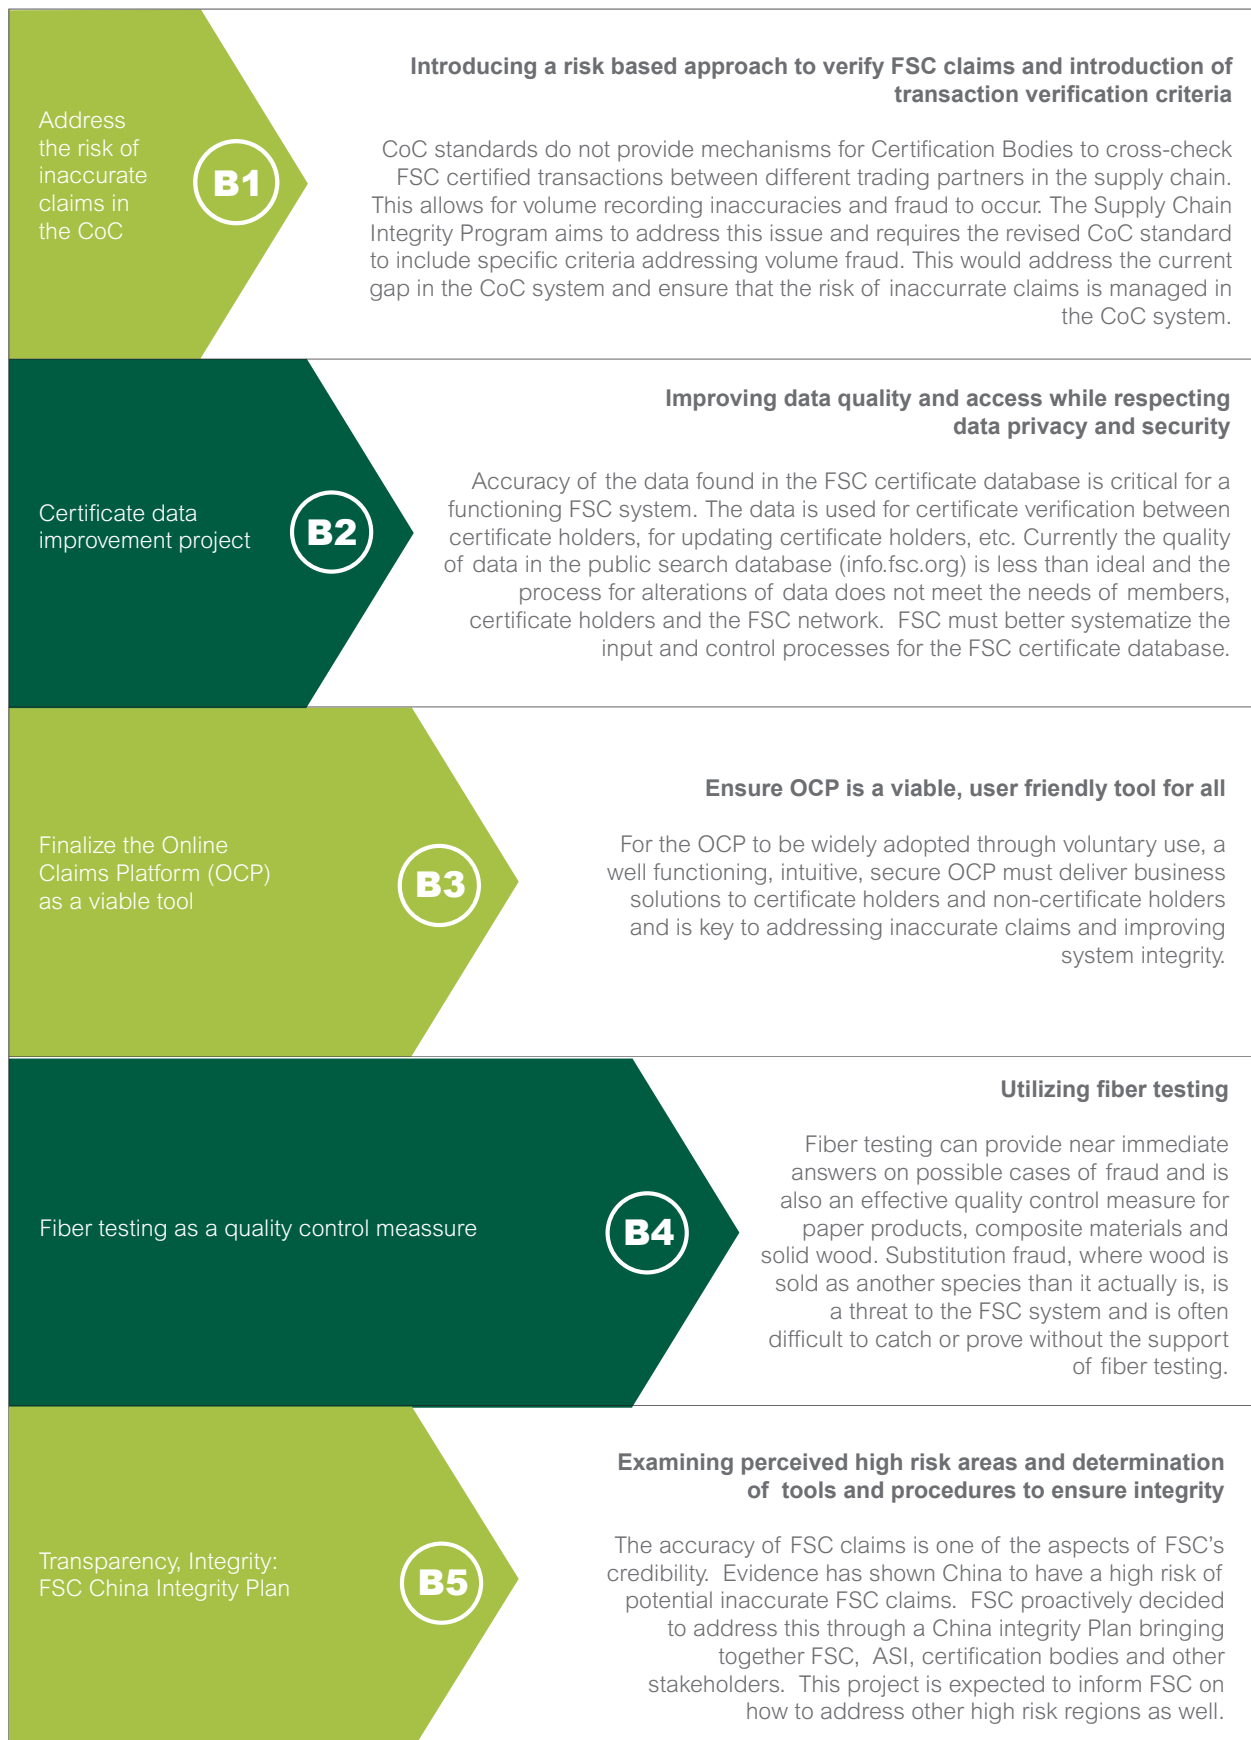 Address
the risk of
inaccurate
claims in
the CoC
B1
Introducing a risk based approach to verify FSC claims and introduction of
transaction verification criteria
CoC standards do not provide mechanisms for Certification Bodies to cross-check
FSC certified transactions between different trading partners in the supply chain.
This allows for volume recording inaccuracies and fraud to occur. The Supply Chain
Integrity Program aims to address this issue and requires the revised CoC standard
to include specific criteria addressing volume fraud. This would address the current
gap in the CoC system and ensure that the risk of inaccurrate claims is managed in
the CoC system.
Certificate data
improvement project
B2
Improving data quality and access while respecting
data privacy and security
Accuracy of the data found in the FSC certificate database is critical for a
functioning FSC system. The data is used for certificate verification between
certificate holders, for updating certificate holders, etc. Currently the quality
of data in the public search database (info.fsc.org) is less than ideal and the
process for alterations of data does not meet the needs of members,
certificate holders and the FSC network. FSC must better systematize the
input and control processes for the FSC certificate database.
Finalize the Online
Claims Platform (OCP)
as a viable tool
B3
Ensure OCP is a viable, user friendly tool for all
For the OCP to be widely adopted through voluntary use, a
well functioning, intuitive, secure OCP must deliver business
solutions to certificate holders and non-certificate holders
and is key to addressing inaccurate claims and improving
system integrity.
Fiber testing as a quality control meassure
B4
Utilizing fiber testing
Fiber testing can provide near immediate
answers on possible cases of fraud and is
also an effective quality control measure for
paper products, composite materials and
solid wood. Substitution fraud, where wood is
sold as another species than it actually is, is
a threat to the FSC system and is often
difficult to catch or prove without the support
of fiber testing.
Transparency, Integrity:
FSC China Integrity Plan
B5
Examining perceived high risk areas and determination
of tools and procedures to ensure integrity
The accuracy of FSC claims is one of the aspects of FSC's
credibility. Evidence has shown China to have a high risk of
potential inaccurate FSC claims. FSC proactively decided
to address this through a China integrity Plan bringing
together FSC, ASI, certification bodies and other
stakeholders. This project is expected to inform FSC on
how to address other high risk regions as well.